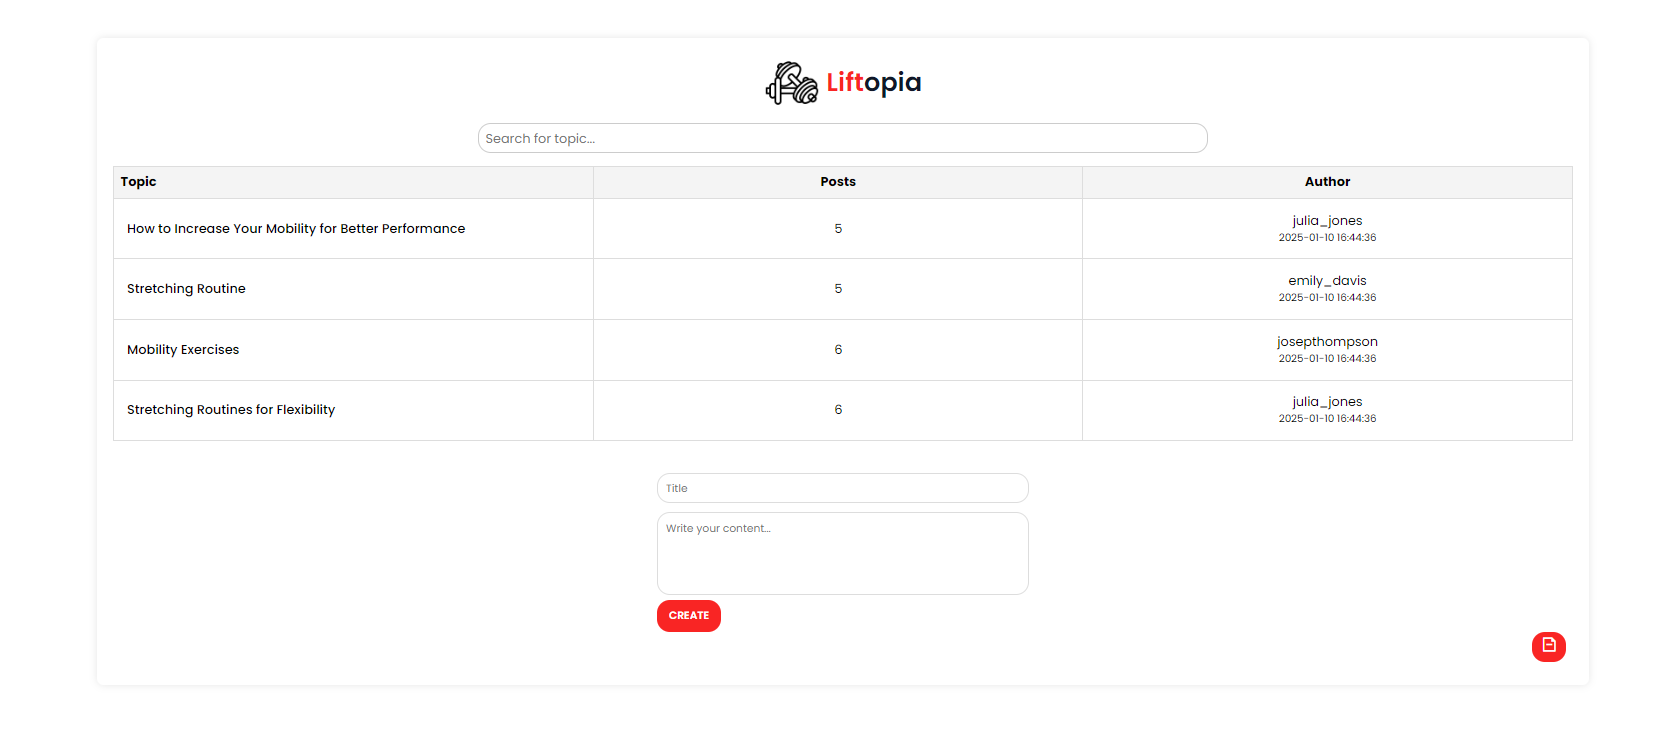 Liftopia
Search for topic...
Topic Posts Author
How to Increase Your Mobility for Better Performance 5 julia_jones
2025-01-10 16:44:36
Stretching Routine 5 emily_davis
2025-01-10 16:44:36
Mobility Exercises 6 josepthompson
2025-01-10 16:44:36
Stretching Routines for Flexibility 6 julia_jones
2025-01-10 16:44:36
Title
Write your content...
CREATE